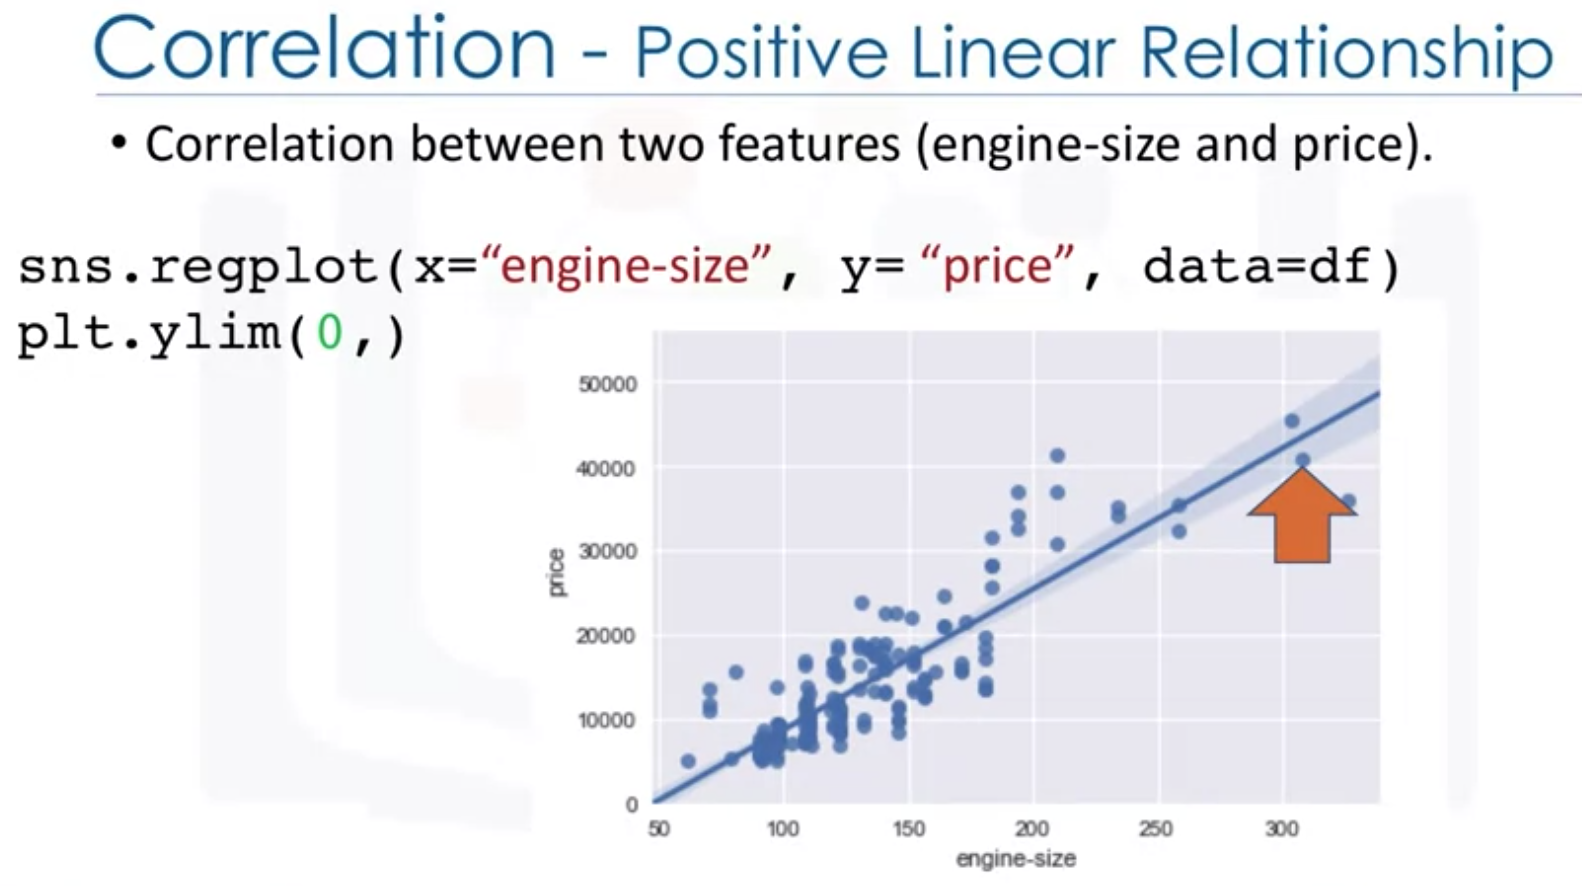 Correlation - Positive Linear Relationship
• Correlation between two features (engine-size and price).
sns.regplot(x=“engine-size”, y= “price”, data=df)
plt.ylim(0,)
50000
40000
30000
20000
10000
0
price
50 100 150 200 250 300
engine-size